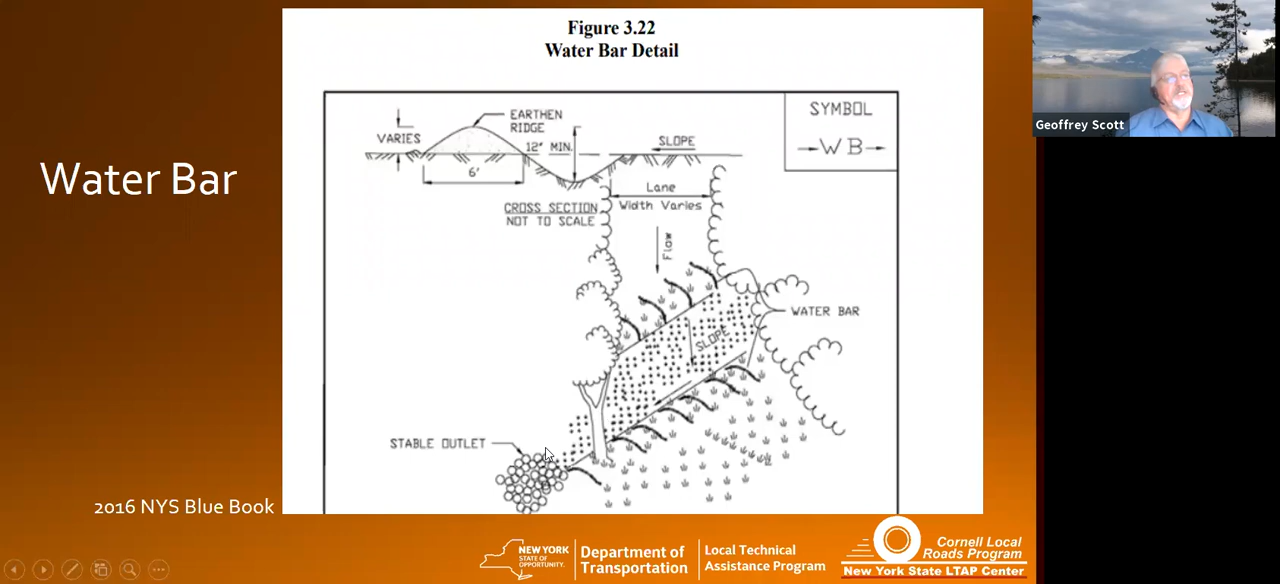 Water Bar
2016 NYS Blue Book
Figure 3.22
Water Bar Detail
SYMBOL
WB
EARTHEN
RIDGE
VARIES
12" MIN.
SLOPE
6'
Lane
Width Varies
CROSS SECTION
NOT TO SCALE
Flow
WATER BAR
SLOPE
STABLE OUTLET
NEW YORK
STATE OF
OPPORTUNITY.
Department of
Transportation
Local Technical
Assistance Program
Cornell Local
Roads Program
New York State LTAP Center
Geoffrey Scott